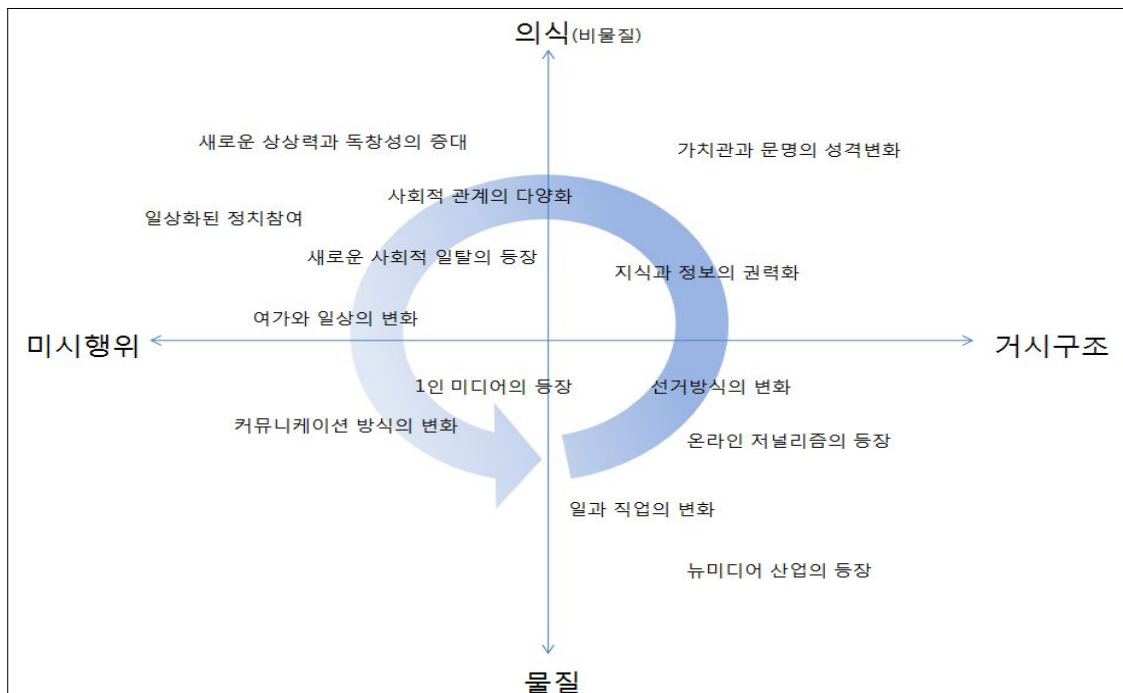 의식(비물질)
새로운 상상력과 독창성의 증대
가치관과 문명의 성격변화
사회적 관계의 다양화
일상화된 정치참여
새로운 사회적 일탈의 등장
지식과 정보의 권력화
여가와 일상의 변화
미시행위
거시구조
1인 미디어의 등장
선거방식의 변화
커뮤니케이션 방식의 변화
온라인 저널리즘의 등장
일과 직업의 변화
뉴미디어 산업의 등장
물질